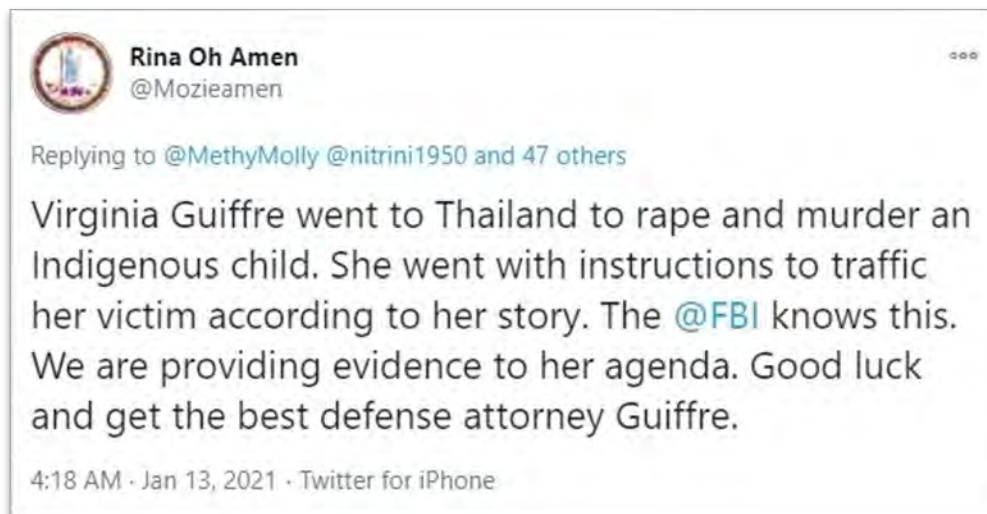 Rina Oh Amen
@Mozieamen
Replying to @MethyMolly @nitrini1950 and 47 others
Virginia Guiffre went to Thailand to rape and murder an
Indigenous child. She went with instructions to traffic
her victim according to her story. The @FBI knows this.
We are providing evidence to her agenda. Good luck
and get the best defense attorney Guiffre.
4:18 AM · Jan 13, 2021 · Twitter for iPhone